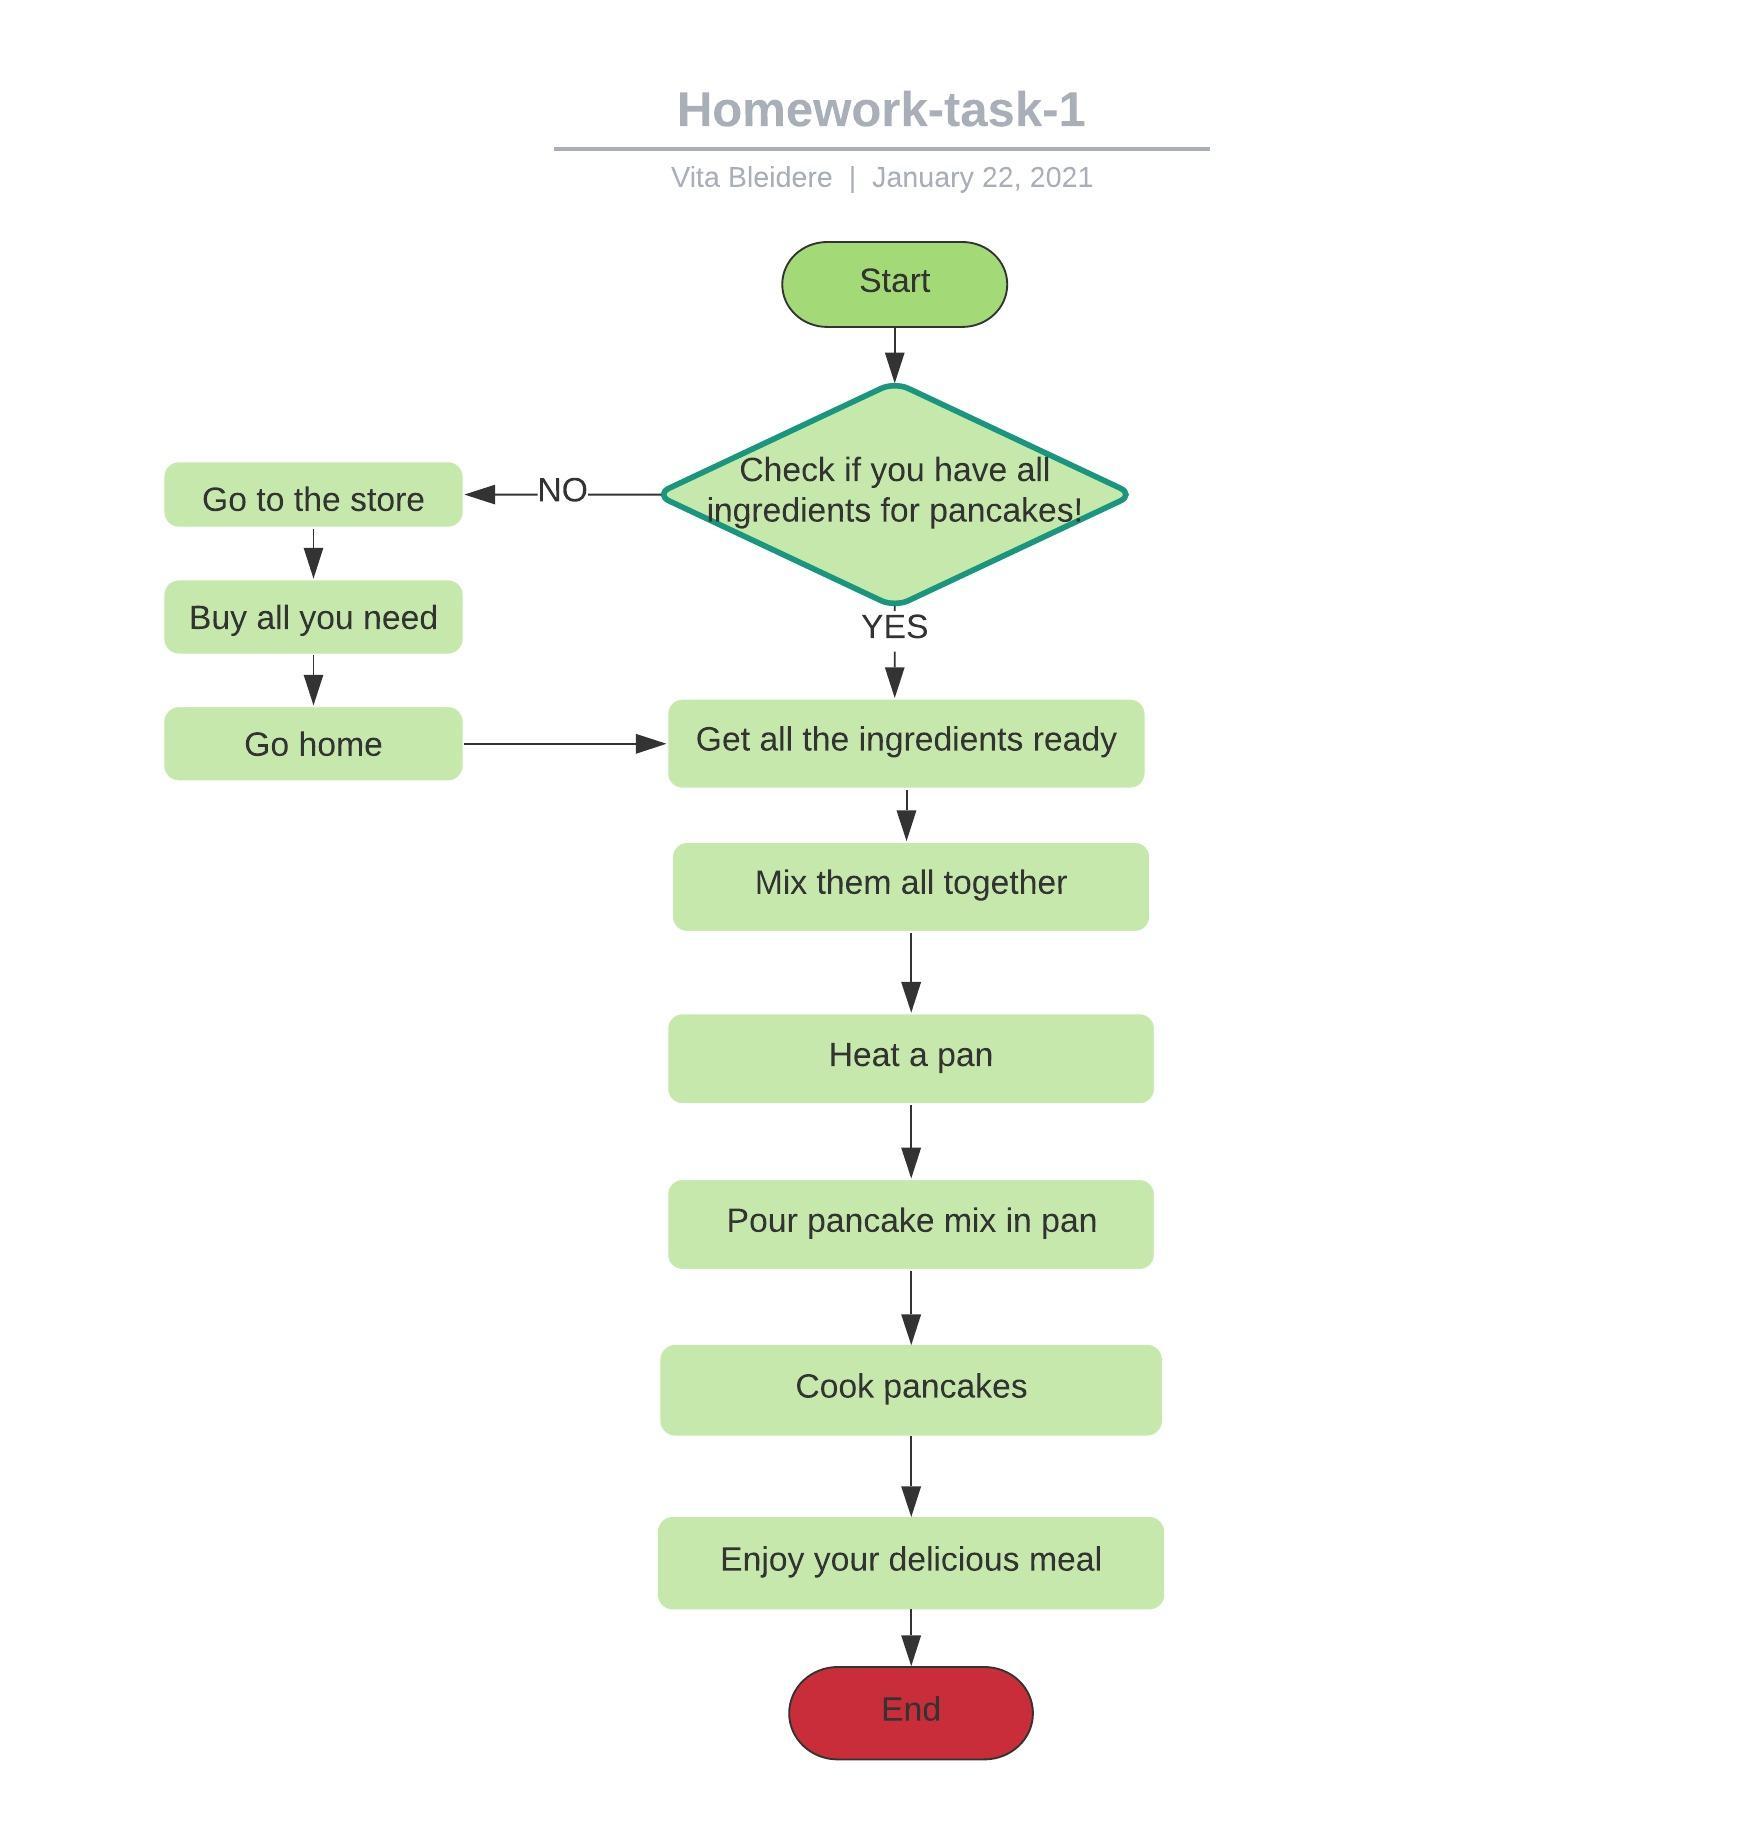 Homework-task-1
Vita Bleidere | January 22, 2021
Start
Check if you have all
ingredients for pancakes!
NO
Go to the store
Buy all you need
YES
Go home
Get all the ingredients ready
Mix them all together
Heat a pan
Pour pancake mix in pan
Cook pancakes
Enjoy your delicious meal
End